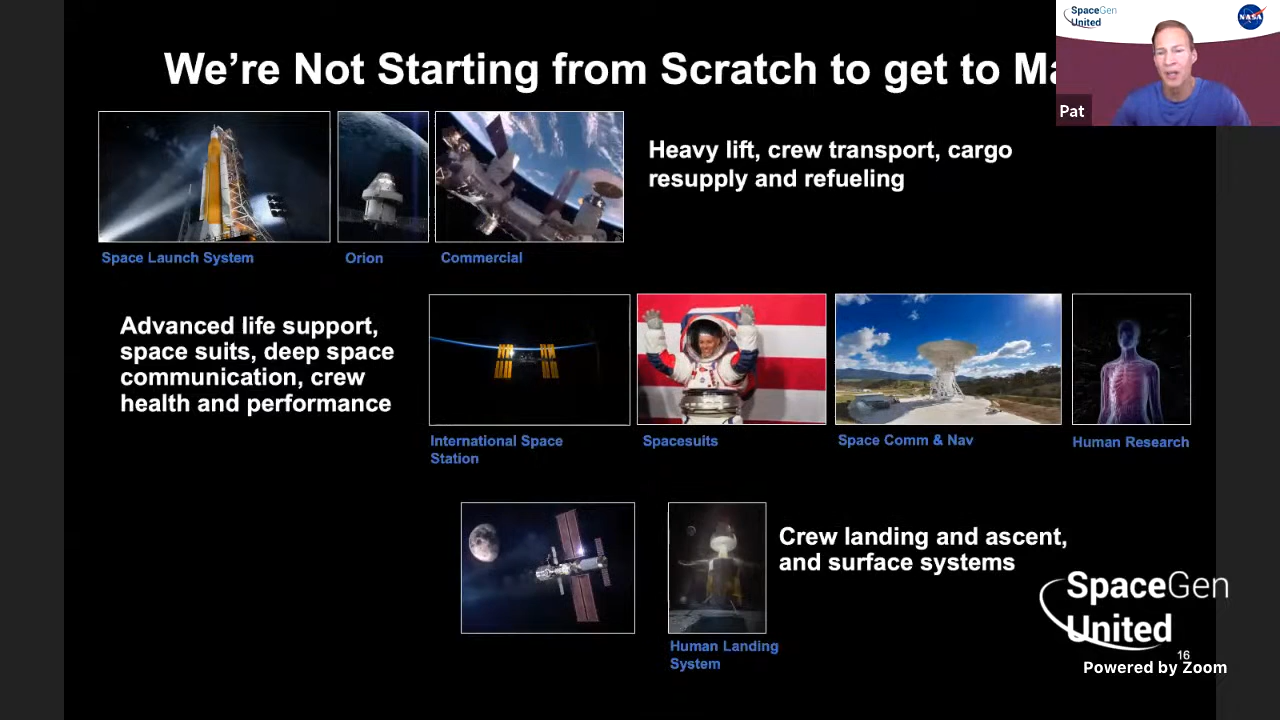 SpaceGen
United
NASA
Pat
We're Not Starting from Scratch to get to Ma
Heavy lift, crew transport, cargo
resupply and refueling
Space Launch System
Orion
Commercial
Advanced life support,
space suits, deep space
communication, crew
health and performance
International Space
Station
Spacesuits
Space Comm & Nav
Human Research
Crew landing and ascent,
and surface systems
Human Landing
System
SpaceGen
United
16
Powered by Zoom